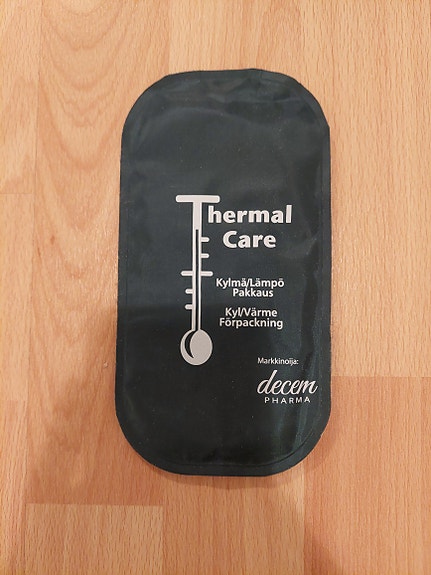 Thermal
Care
Kylmä/Lämpö
Pakkaus
Kyl/Värme
Förpackning
Markkinoija:
decem
PHARMA